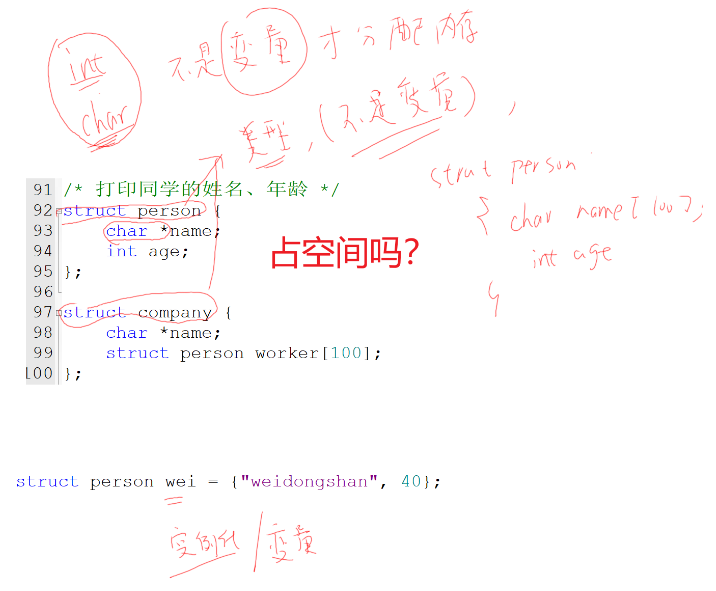 int 不是 变量 才分配内存
char
类型,(不是变量),
struct person
{ char name[100];
int age
91 /* 打印同学的姓名、年龄 */
92 struct person {
93 char *name;
94 int age;
95 };
96
97 struct company {
98 char *name;
99 struct person worker[100];
100 };
占空间吗?
struct person wei = {"weidongshan", 40};
实例化/变量